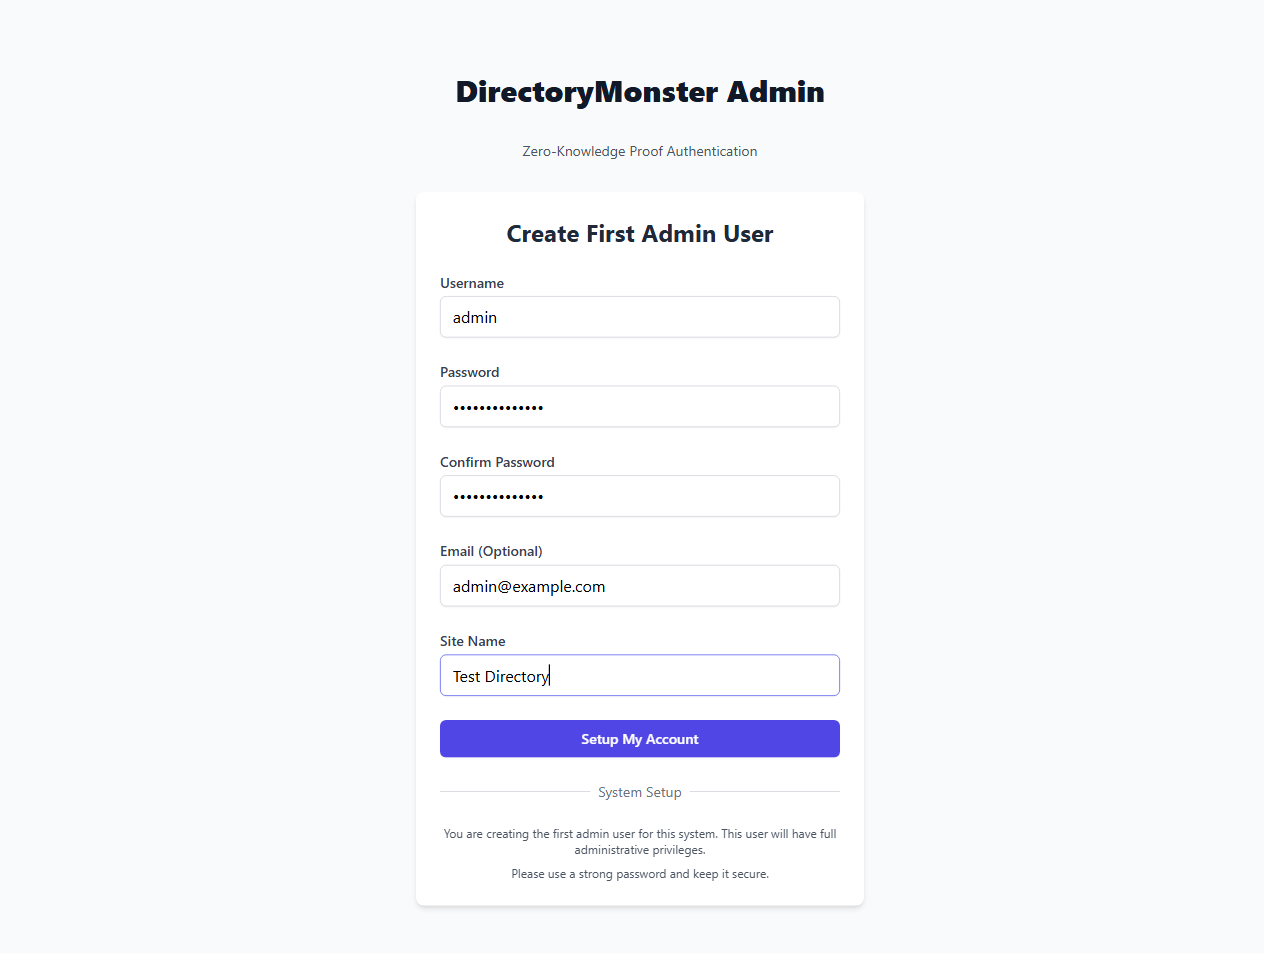 DirectoryMonster Admin
Zero-Knowledge Proof Authentication
Create First Admin User
Username
admin
Password
••••••••••••••
Confirm Password
••••••••••••••
Email (Optional)
admin@example.com
Site Name
Test Directory
Setup My Account
System Setup
You are creating the first admin user for this system. This user will have full
administrative privileges.
Please use a strong password and keep it secure.